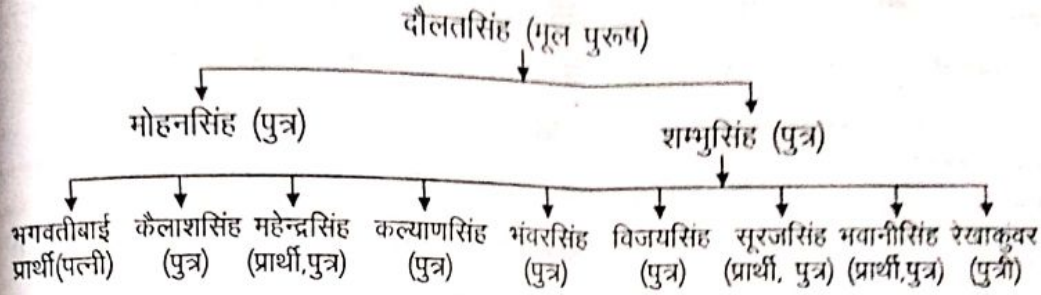 दौलतसिंह (मूल पुरूष)
मोहनसिंह (पुत्र) शम्भुसिंह (पुत्र)
भगवतीबाई कैलाशसिंह महेन्द्रसिंह कल्याणसिंह भंवरसिंह विजयसिंह सूरजसिंह भवानीसिंह रेखाकुंवर
प्रार्थी(पत्नी) (पुत्र) (प्रार्थी,पुत्र) (पुत्र) (पुत्र) (पुत्र) (प्रार्थी, पुत्र) (प्रार्थी,पुत्र) (पुत्री)